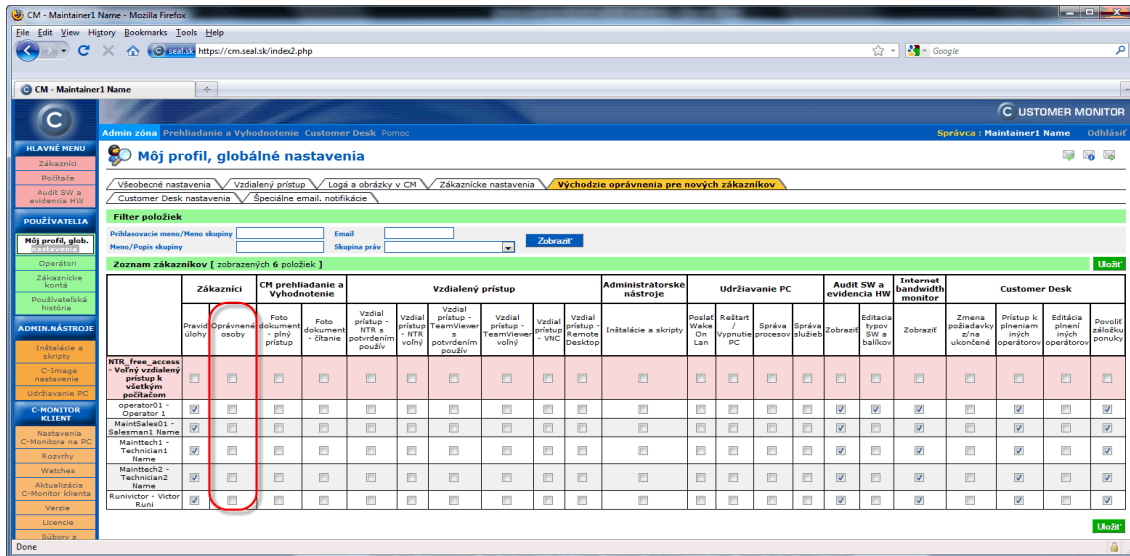 CM - Maintainer1 Name - Mozilla Firefox
File Edit View History Bookmarks Tools Help
seal.sk https://cm.seal.sk/index2.php
Google
CM - Maintainer1 Name
CUSTOMER MONITOR
Admin zóna Prehliadanie a Vyhodnotenie Customer Desk Pomoc
Správca : Maintainer1 Name Odhlásiť
HLAVNÉ MENU
Zákazníci
Počítače
Audit SW a
evidencia HW
POUŽÍVATELIA
Môj profil, glob.
nastavenia
Operátori
Zákaznícke
kontá
Používateľská
história
ADMIN.NÁSTROJE
Inštalácie a
skripty
C-Image
nastavenie
Udržiavanie PC
C-MONITOR
KLIENT
Nastavenia
C-Monitora na PC
Rozvrhy
Watches
Aktualizácia
C-Monitor klienta
Verzie
Licencie
Súbory z
Môj profil, globálné nastavenia
Všeobecné nastavenia Vzdialený prístup Logá a obrázky v CM Zákaznícke nastavenia Východzie oprávnenia pre nových zákazníkov
Customer Desk nastavenia Špeciálne email. notifikácie
Filter položiek
Prihlasovacie meno/Meno skupiny Email
Meno/Popis skupiny Skupina práv Zobraziť
Zoznam zákazníkov [ zobrazených 6 položiek ] Uložiť
Zákazníci
CM prehliadanie a
Vyhodnotenie
Vzdialený prístup
Administrátorské
nástroje
Udržiavanie PC
Audit SW a
evidencia HW
Internet
bandwidth
monitor
Customer Desk
Pravid
úlohy
Oprávnené
osoby
Foto
dokument
- plný
prístup
Foto
dokument
- čítanie
Vzdial
prístup -
NTR s
potvrdením
použív
Vzdial
prístup
- NTR
voľný
Vzdial
prístup -
TeamViewer
s
potvrdením
použív
Vzdial
prístup -
TeamViewer
voľný
Vzdial
prístup
- VNC
Vzdial
prístup -
Remote
Desktop
Inštalácie a skripty
Poslať
Wake
On
Lan
Reštart
/
Vypnutie
PC
Správa
procesov
Správa
služieb
Zobraziť
Editacia
typov
SW a
balíkov
Zobraziť
Zmena
požiadavky
z/na
ukončené
Prístup k
plneniam
iných
operátorov
Editácia
plnení
iných
operátorov
Povoliť
záložku
ponuky
NTR_free_access
- Voľný vzdialený
prístup k
všetkým
počítačom
operator01 -
Operator 1
MaintSales01 -
Salesman1 Name
Mainttech1 -
Technician1
Name
Mainttech2 -
Technician2
Name
Runivictor - Victor
Runi
Uložiť
Done